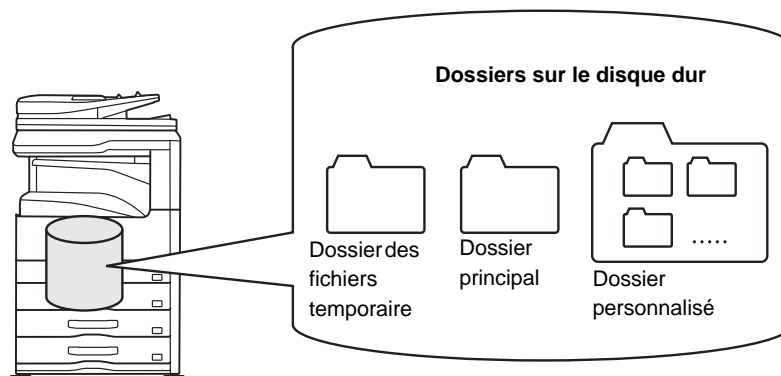 Dossiers sur le disque dur
Dossier des
fichiers
temporaire
Dossier
principal
Dossier
personnalisé
.....